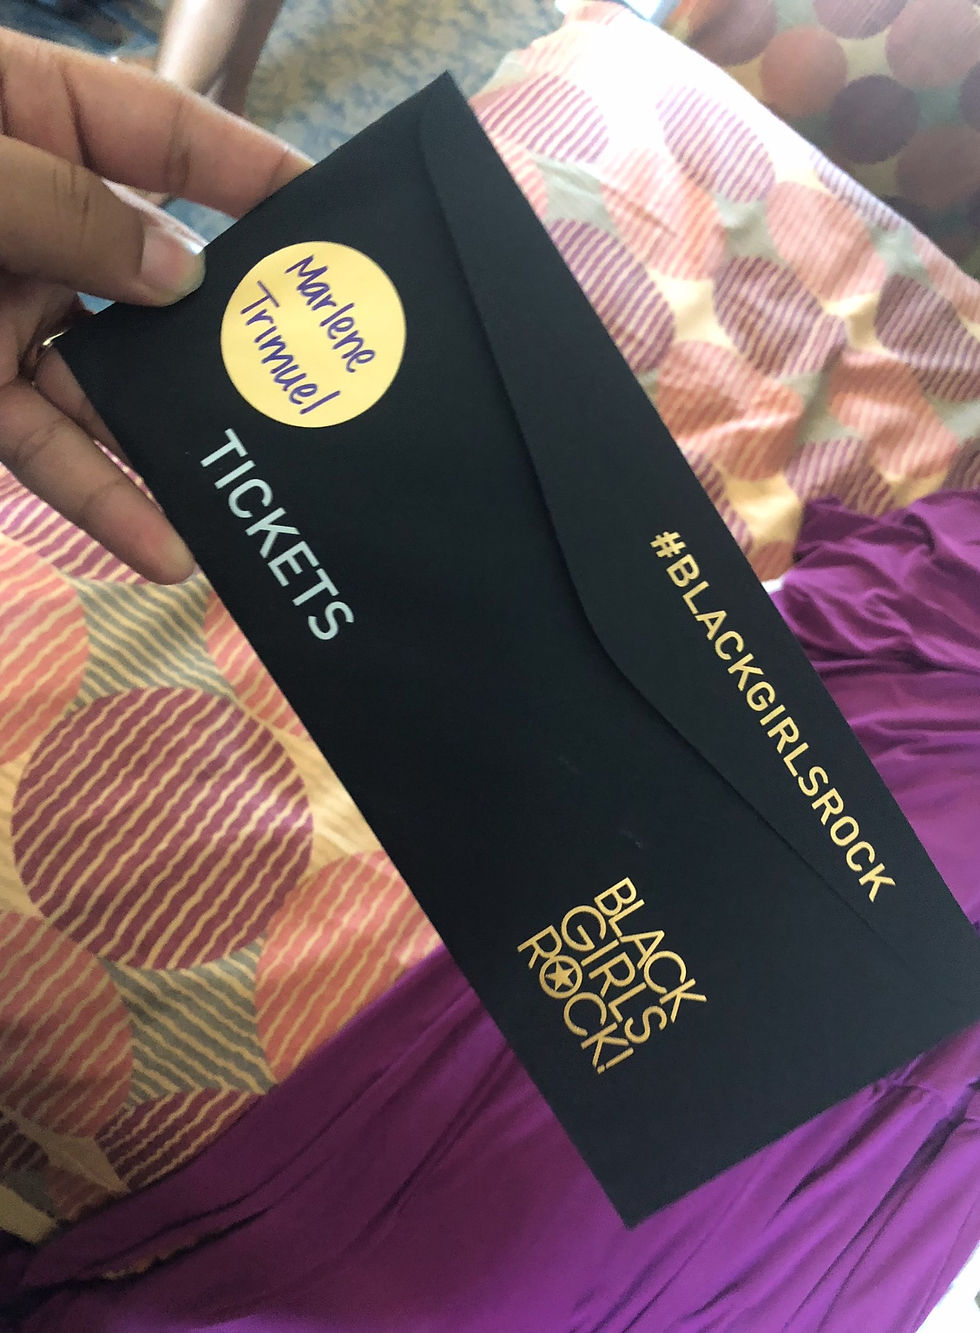 Marlene
Trimuel
TICKETS
#BLACKGIRLSROCK
BLACK
GIRLS
ROCK!